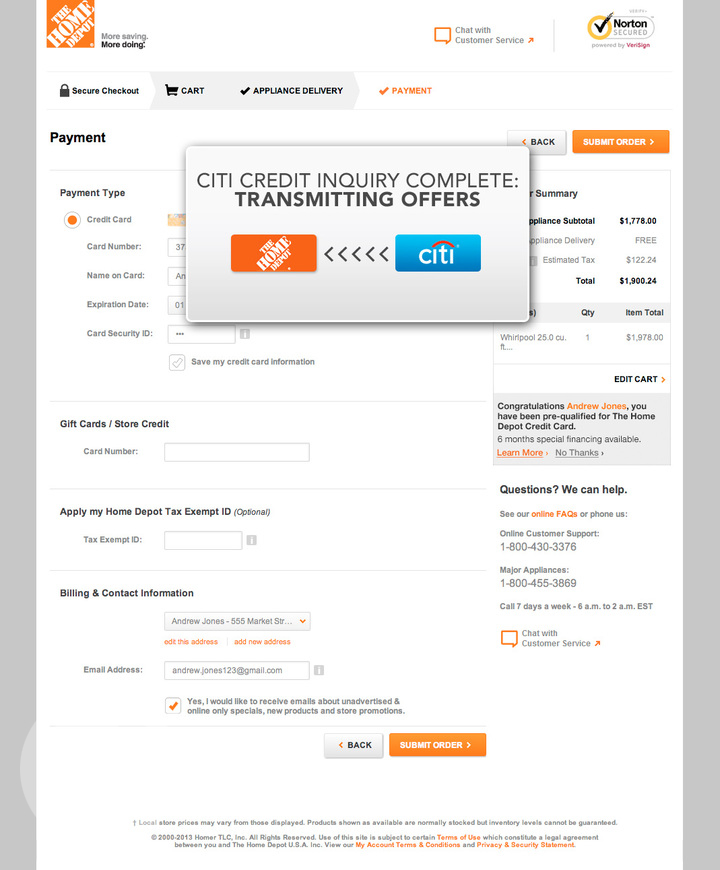 THE HOME DEPOT
More saving.
More doing.
Chat with
Customer Service
Norton
SECURED
powered by VeriSign
Secure Checkout
CART
APPLIANCE DELIVERY
PAYMENT
Payment
BACK
SUBMIT ORDER
CITI CREDIT INQUIRY COMPLETE:
TRANSMITTING OFFERS
THE HOME DEPOT
citi
Payment Type
Credit Card
Card Number: 37
Name on Card: An
Expiration Date: 01
Card Security ID: •••
Save my credit card information
r Summary
ppliance Subtotal $1,778.00
ppliance Delivery FREE
Estimated Tax $122.24
Total $1,900.24
s) Qty Item Total
Whirlpool 25.0 cu. 1 $1,978.00
ft....
EDIT CART
Congratulations Andrew Jones, you
have been pre-qualified for The Home
Depot Credit Card.
6 months special financing available.
Learn More › No Thanks ›
Gift Cards / Store Credit
Card Number:
Apply my Home Depot Tax Exempt ID (Optional)
Tax Exempt ID:
Questions? We can help.
See our online FAQs or phone us:
Online Customer Support:
1-800-430-3376
Major Appliances:
1-800-455-3869
Call 7 days a week - 6 a.m. to 2 a.m. EST
Chat with
Customer Service
Billing & Contact Information
Andrew Jones - 555 Market Str...
edit this address | add new address
Email Address: andrew.jones123@gmail.com
Yes, I would like to receive emails about unadvertised &
online only specials, new products and store promotions.
BACK
SUBMIT ORDER
† Local store prices may vary from those displayed. Products shown as available are normally stocked but inventory levels cannot be guaranteed.
© 2000-2013 Homer TLC, Inc. All Rights Reserved. Use of this site is subject to certain Terms of Use which constitute a legal agreement
between you and The Home Depot U.S.A. Inc. View our My Account Terms & Conditions and Privacy & Security Statement.